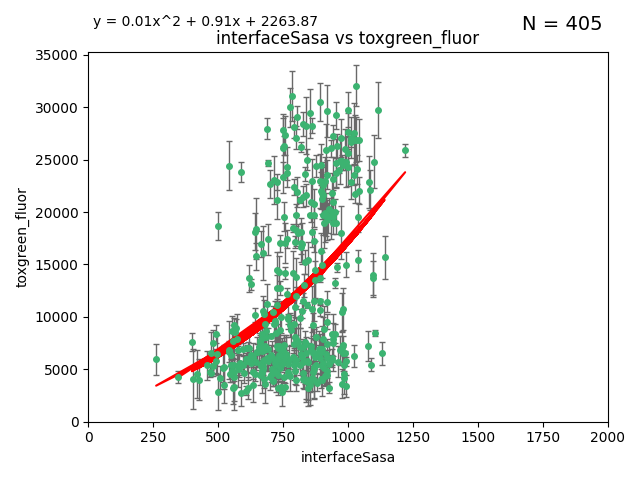 y = 0.01x^2 + 0.91x + 2263.87
N = 405
interfaceSasa vs toxgreen_fluor
toxgreen_fluor
35000
30000
25000
20000
15000
10000
5000
0
0 250 500 750 1000 1250 1500 1750 2000
interfaceSasa